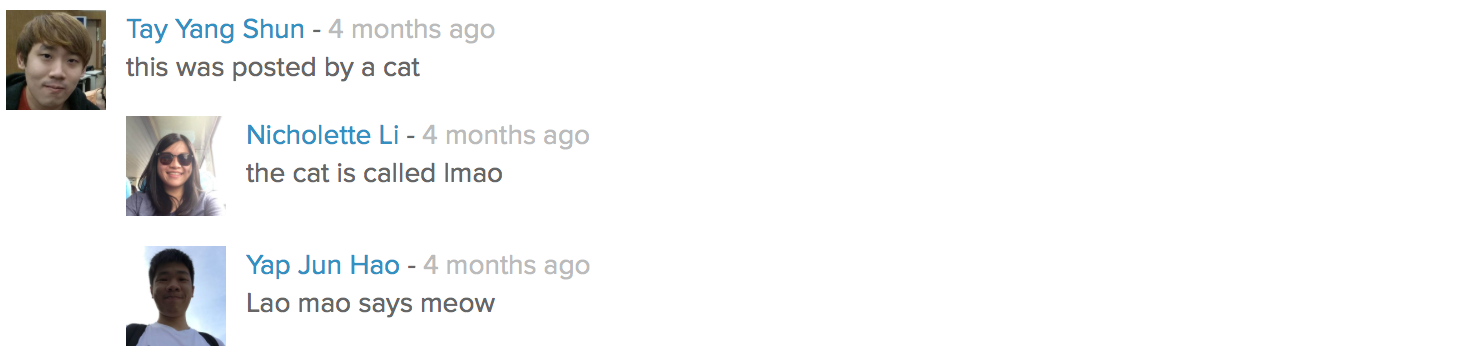 Tay Yang Shun - 4 months ago
this was posted by a cat
Nicholette Li - 4 months ago
the cat is called lmao
Yap Jun Hao - 4 months ago
Lao mao says meow